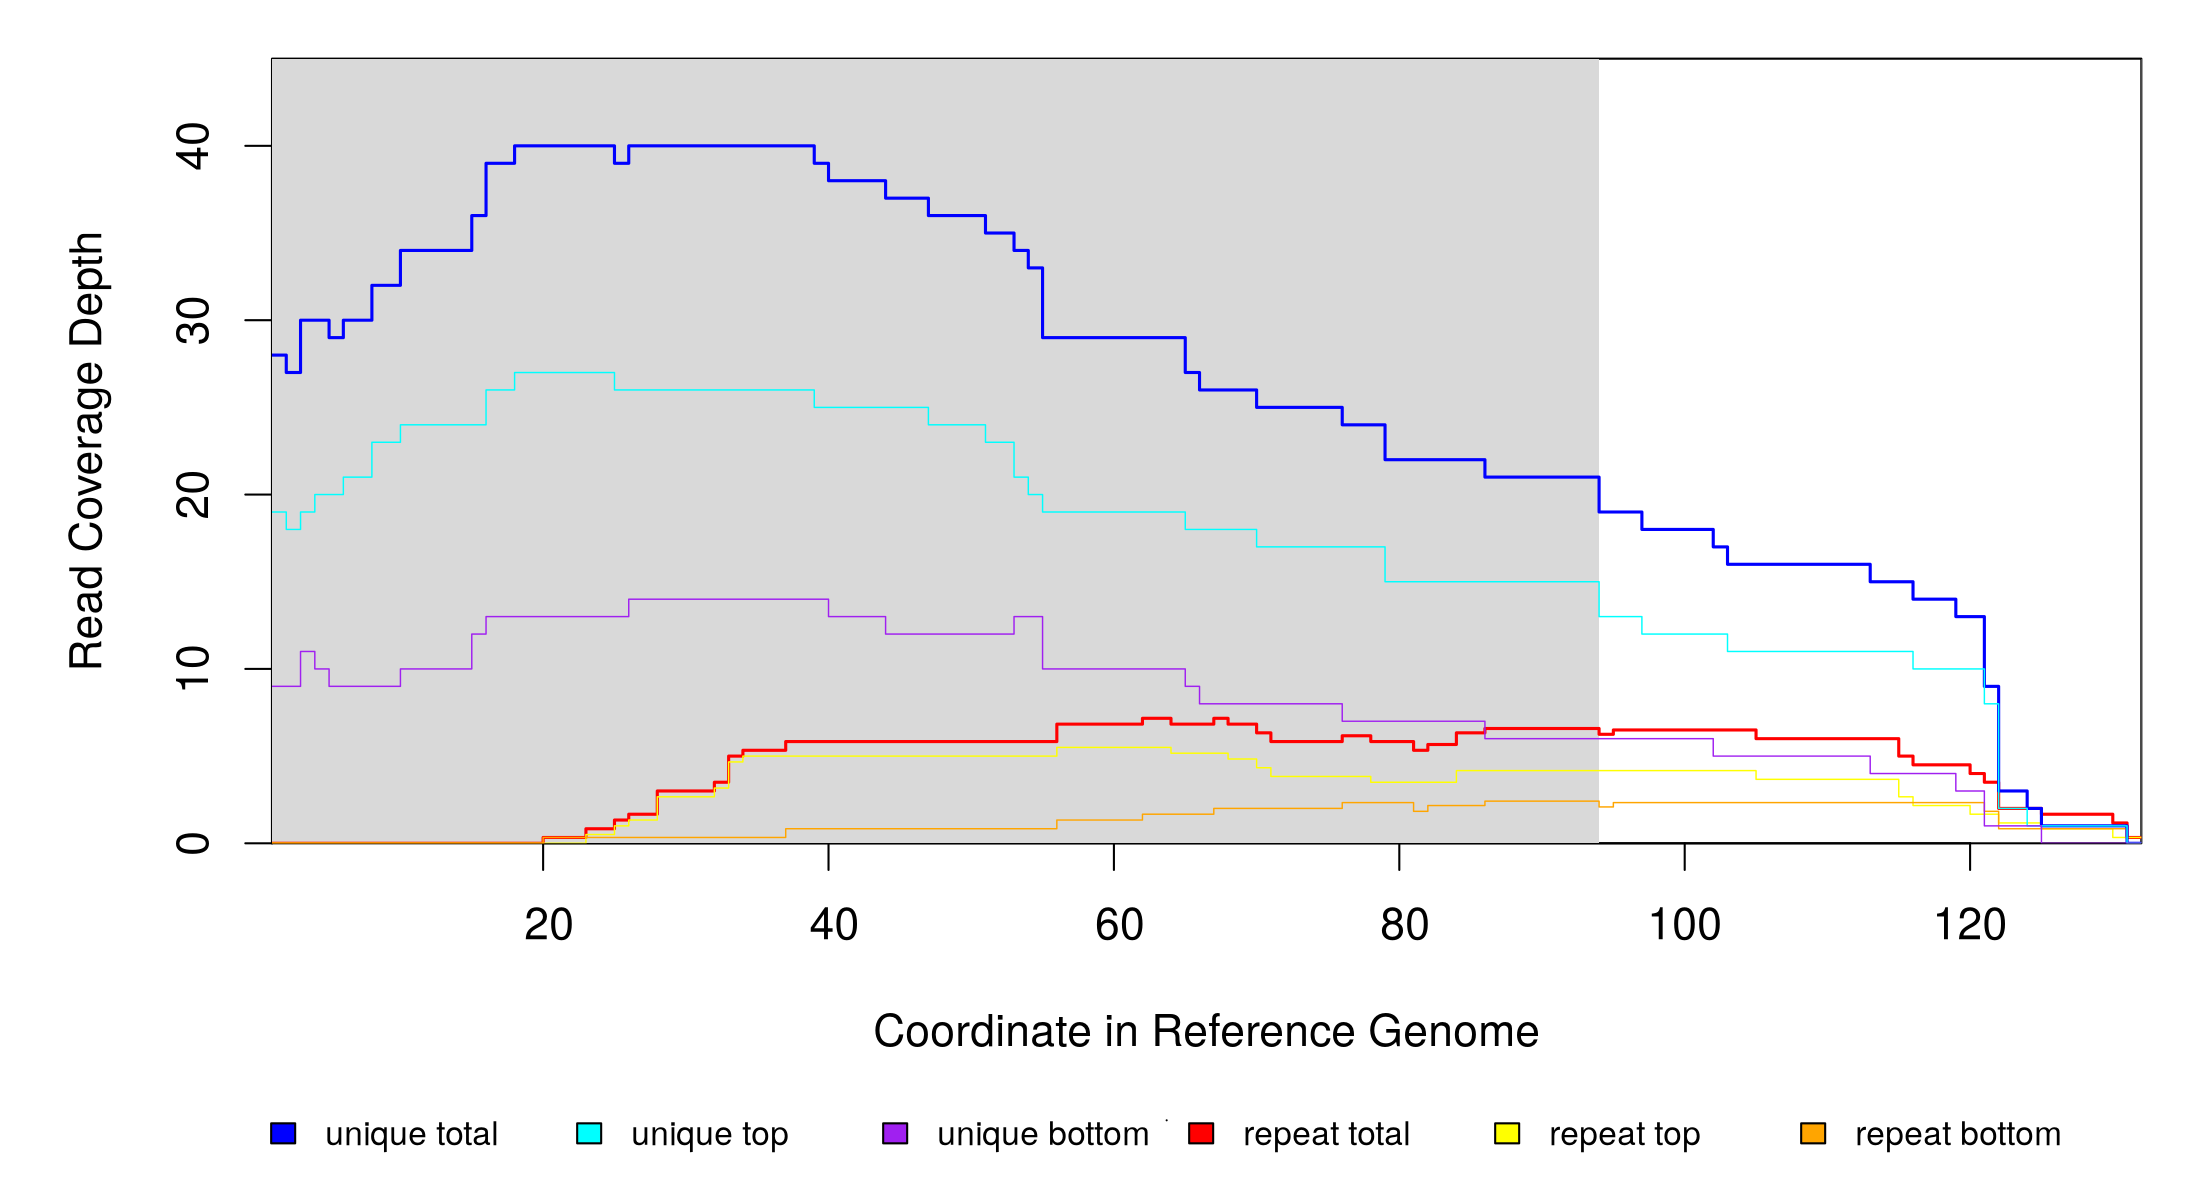 40
30
20
10
0
Read Coverage Depth
20 40 60 80 100 120
Coordinate in Reference Genome
unique total unique top unique bottom repeat total repeat top repeat bottom